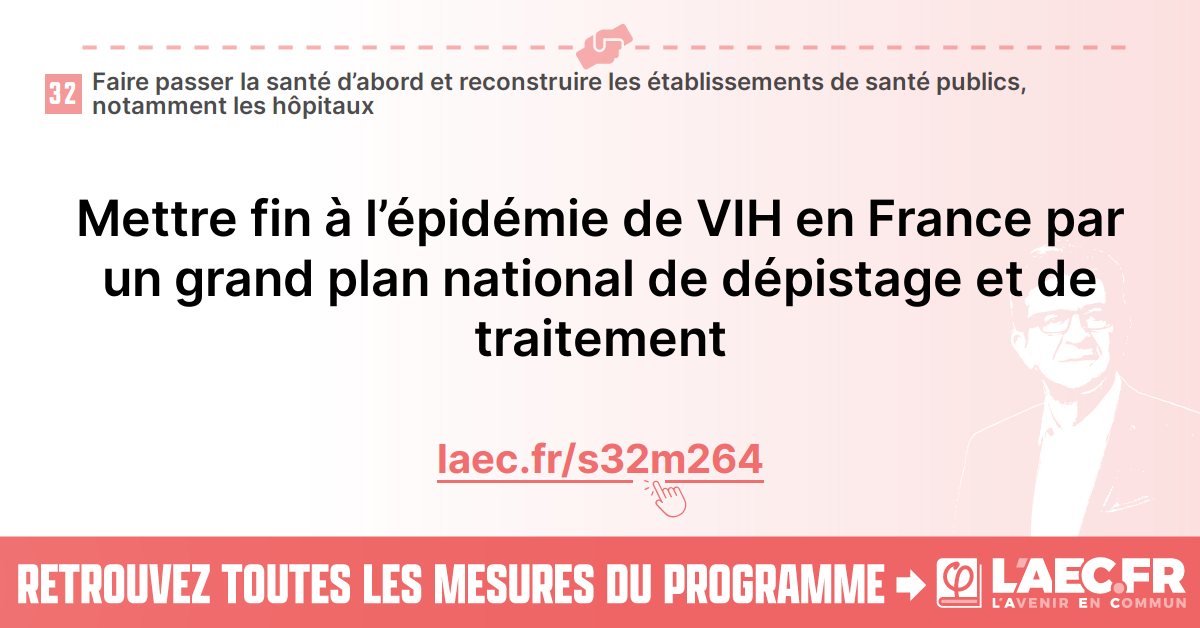 32
Faire passer la santé d’abord et reconstruire les établissements de santé publics,
notamment les hôpitaux
Mettre fin à l’épidémie de VIH en France par
un grand plan national de dépistage et de
traitement
laec.fr/s32m264
RETROUVEZ TOUTES LES MESURES DU PROGRAMME
φ L'AEC.FR
L'AVENIR EN COMMUN